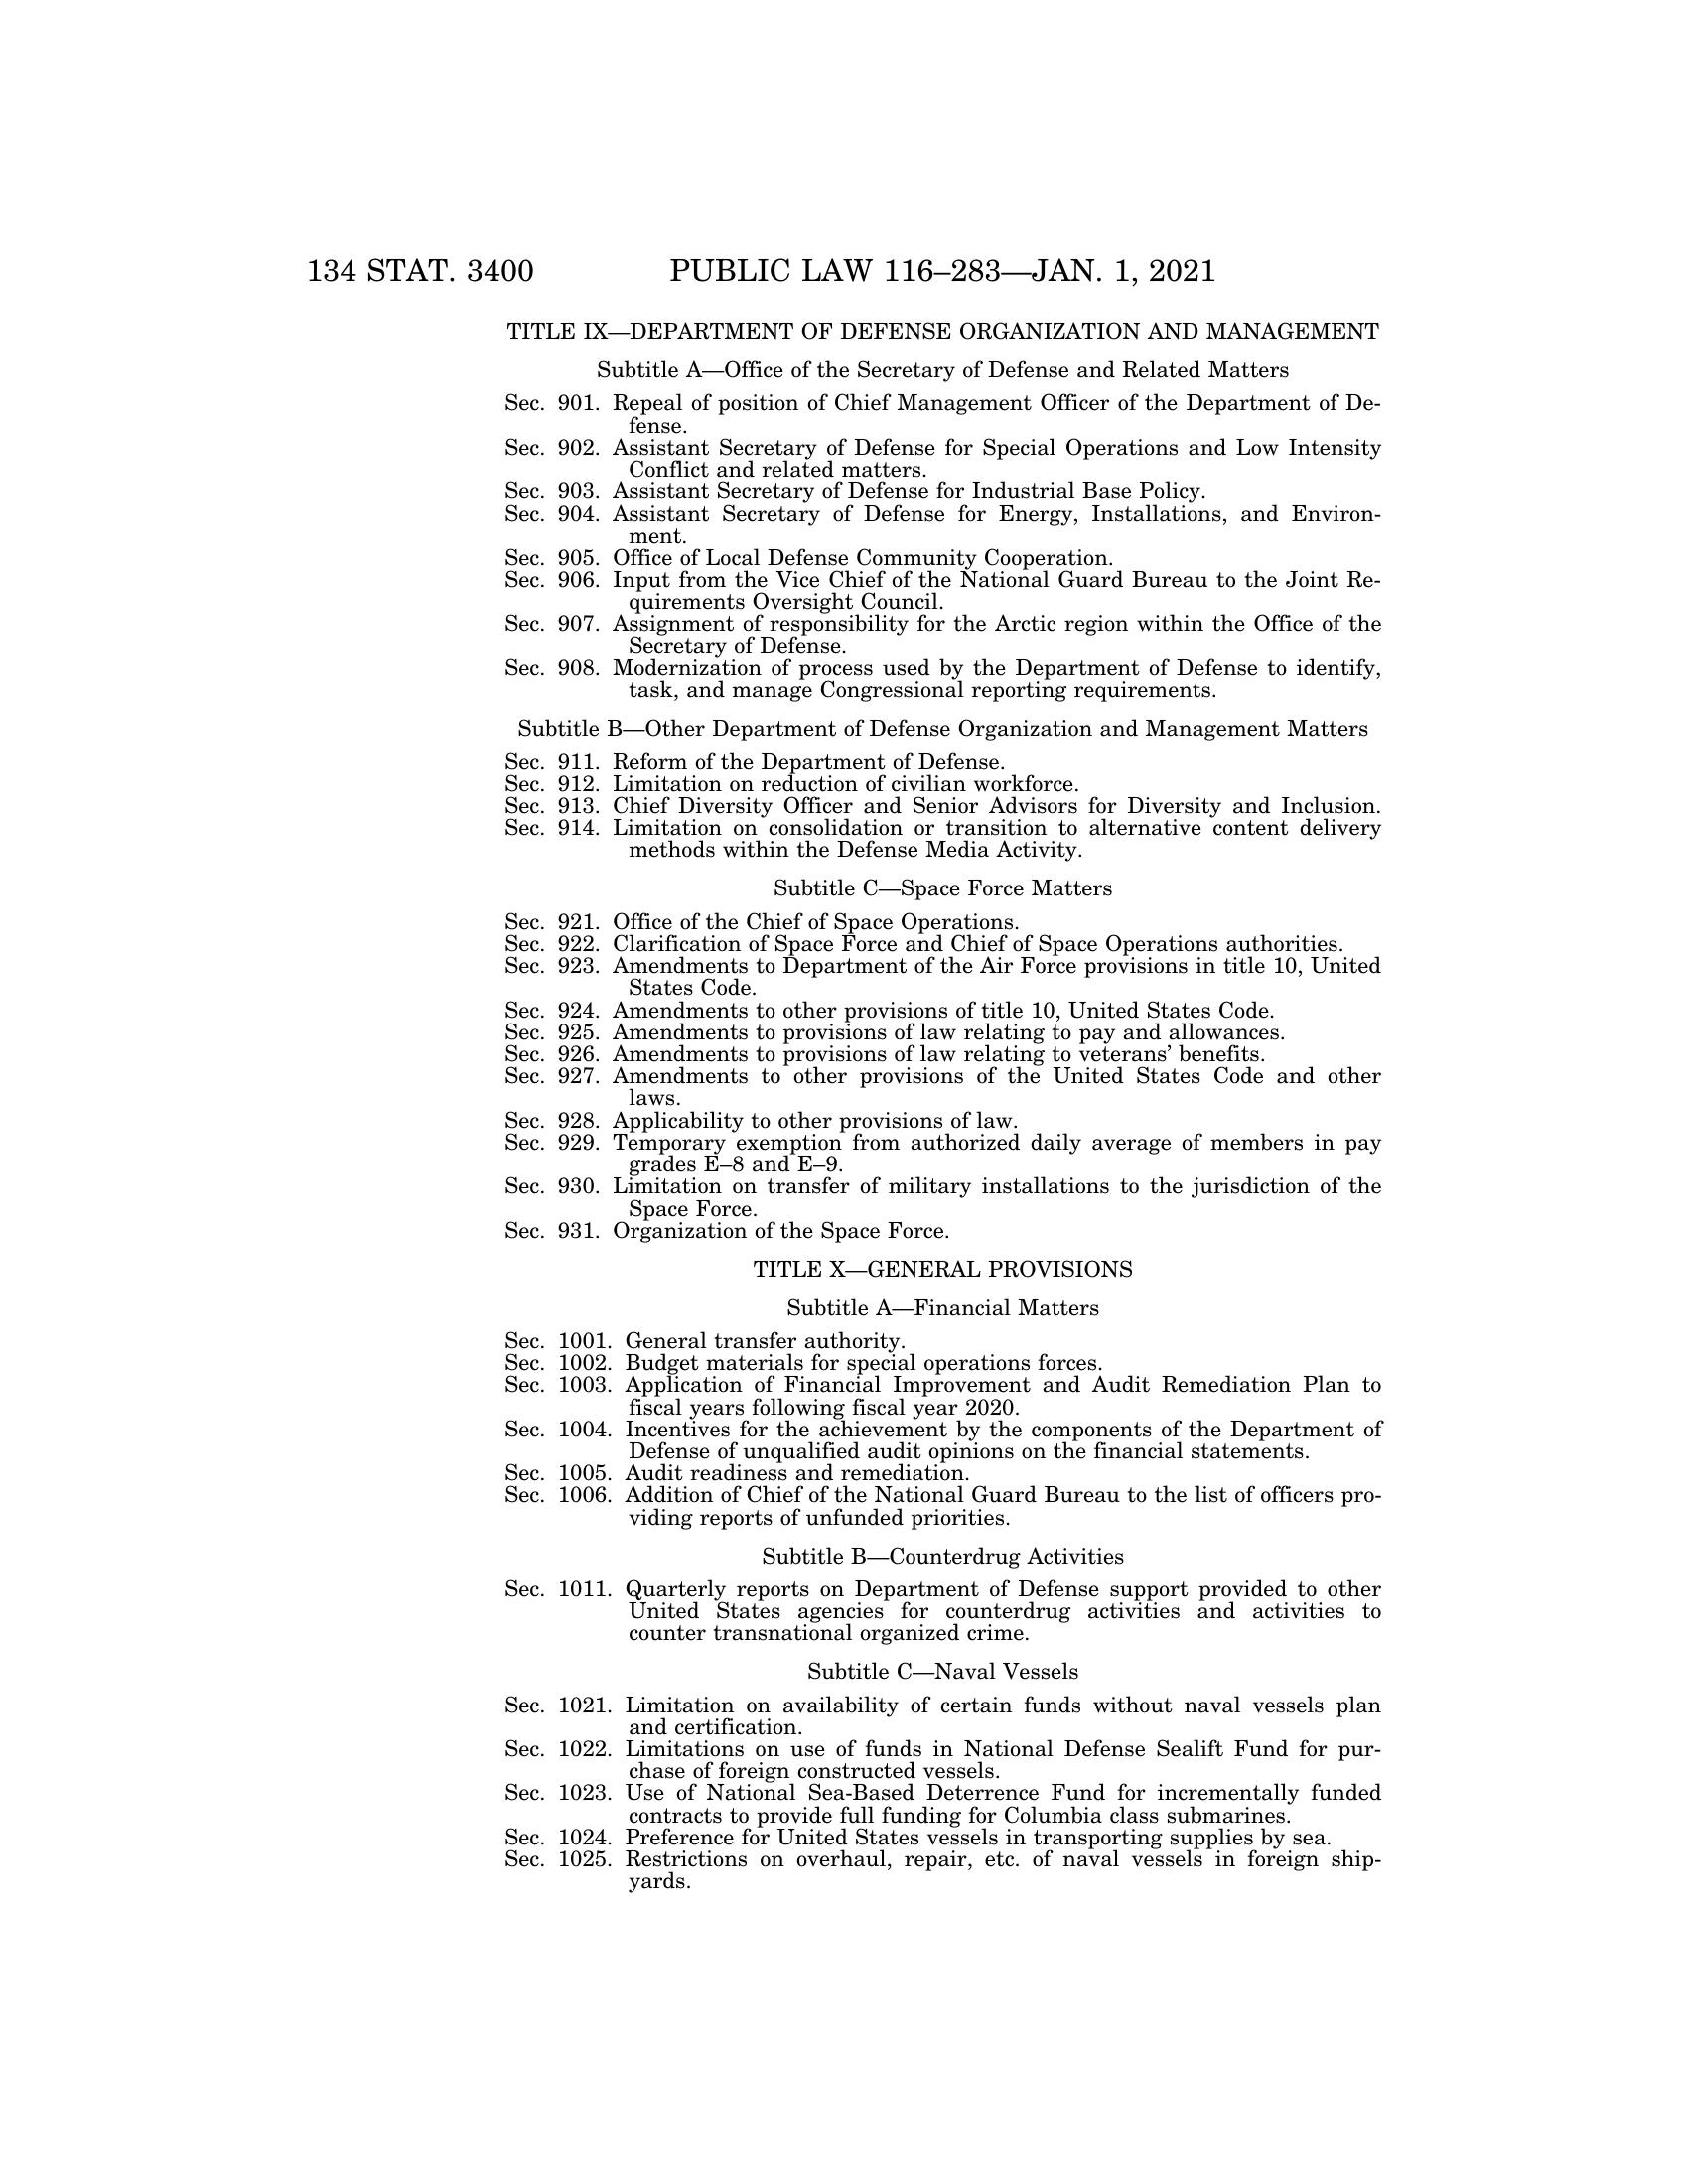 134 STAT. 3400 PUBLIC LAW 116–283—JAN. 1, 2021
TITLE IX—DEPARTMENT OF DEFENSE ORGANIZATION AND MANAGEMENT
Subtitle A—Office of the Secretary of Defense and Related Matters
Sec. 901. Repeal of position of Chief Management Officer of the Department of De-
fense.
Sec. 902. Assistant Secretary of Defense for Special Operations and Low Intensity
Conflict and related matters.
Sec. 903. Assistant Secretary of Defense for Industrial Base Policy.
Sec. 904. Assistant Secretary of Defense for Energy, Installations, and Environ-
ment.
Sec. 905. Office of Local Defense Community Cooperation.
Sec. 906. Input from the Vice Chief of the National Guard Bureau to the Joint Re-
quirements Oversight Council.
Sec. 907. Assignment of responsibility for the Arctic region within the Office of the
Secretary of Defense.
Sec. 908. Modernization of process used by the Department of Defense to identify,
task, and manage Congressional reporting requirements.
Subtitle B—Other Department of Defense Organization and Management Matters
Sec. 911. Reform of the Department of Defense.
Sec. 912. Limitation on reduction of civilian workforce.
Sec. 913. Chief Diversity Officer and Senior Advisors for Diversity and Inclusion.
Sec. 914. Limitation on consolidation or transition to alternative content delivery
methods within the Defense Media Activity.
Subtitle C—Space Force Matters
Sec. 921. Office of the Chief of Space Operations.
Sec. 922. Clarification of Space Force and Chief of Space Operations authorities.
Sec. 923. Amendments to Department of the Air Force provisions in title 10, United
States Code.
Sec. 924. Amendments to other provisions of title 10, United States Code.
Sec. 925. Amendments to provisions of law relating to pay and allowances.
Sec. 926. Amendments to provisions of law relating to veterans’ benefits.
Sec. 927. Amendments to other provisions of the United States Code and other
laws.
Sec. 928. Applicability to other provisions of law.
Sec. 929. Temporary exemption from authorized daily average of members in pay
grades E–8 and E–9.
Sec. 930. Limitation on transfer of military installations to the jurisdiction of the
Space Force.
Sec. 931. Organization of the Space Force.
TITLE X—GENERAL PROVISIONS
Subtitle A—Financial Matters
Sec. 1001. General transfer authority.
Sec. 1002. Budget materials for special operations forces.
Sec. 1003. Application of Financial Improvement and Audit Remediation Plan to
fiscal years following fiscal year 2020.
Sec. 1004. Incentives for the achievement by the components of the Department of
Defense of unqualified audit opinions on the financial statements.
Sec. 1005. Audit readiness and remediation.
Sec. 1006. Addition of Chief of the National Guard Bureau to the list of officers pro-
viding reports of unfunded priorities.
Subtitle B—Counterdrug Activities
Sec. 1011. Quarterly reports on Department of Defense support provided to other
United States agencies for counterdrug activities and activities to
counter transnational organized crime.
Subtitle C—Naval Vessels
Sec. 1021. Limitation on availability of certain funds without naval vessels plan
and certification.
Sec. 1022. Limitations on use of funds in National Defense Sealift Fund for pur-
chase of foreign constructed vessels.
Sec. 1023. Use of National Sea-Based Deterrence Fund for incrementally funded
contracts to provide full funding for Columbia class submarines.
Sec. 1024. Preference for United States vessels in transporting supplies by sea.
Sec. 1025. Restrictions on overhaul, repair, etc. of naval vessels in foreign ship-
yards.